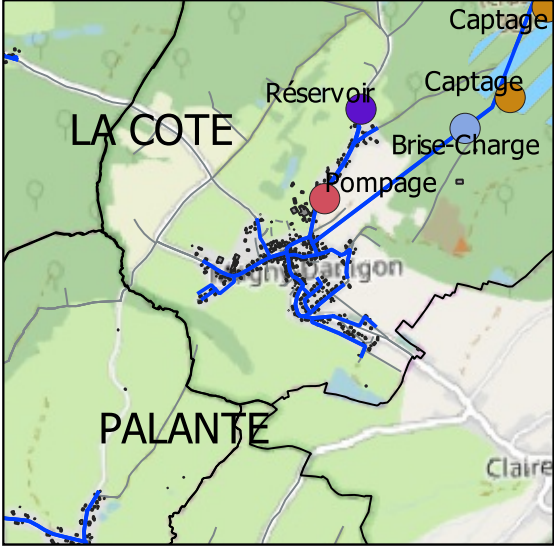 Captage
Captage
Réservoir
LA COTE
Brise-Charge
Pompage
PALANTE
Claire